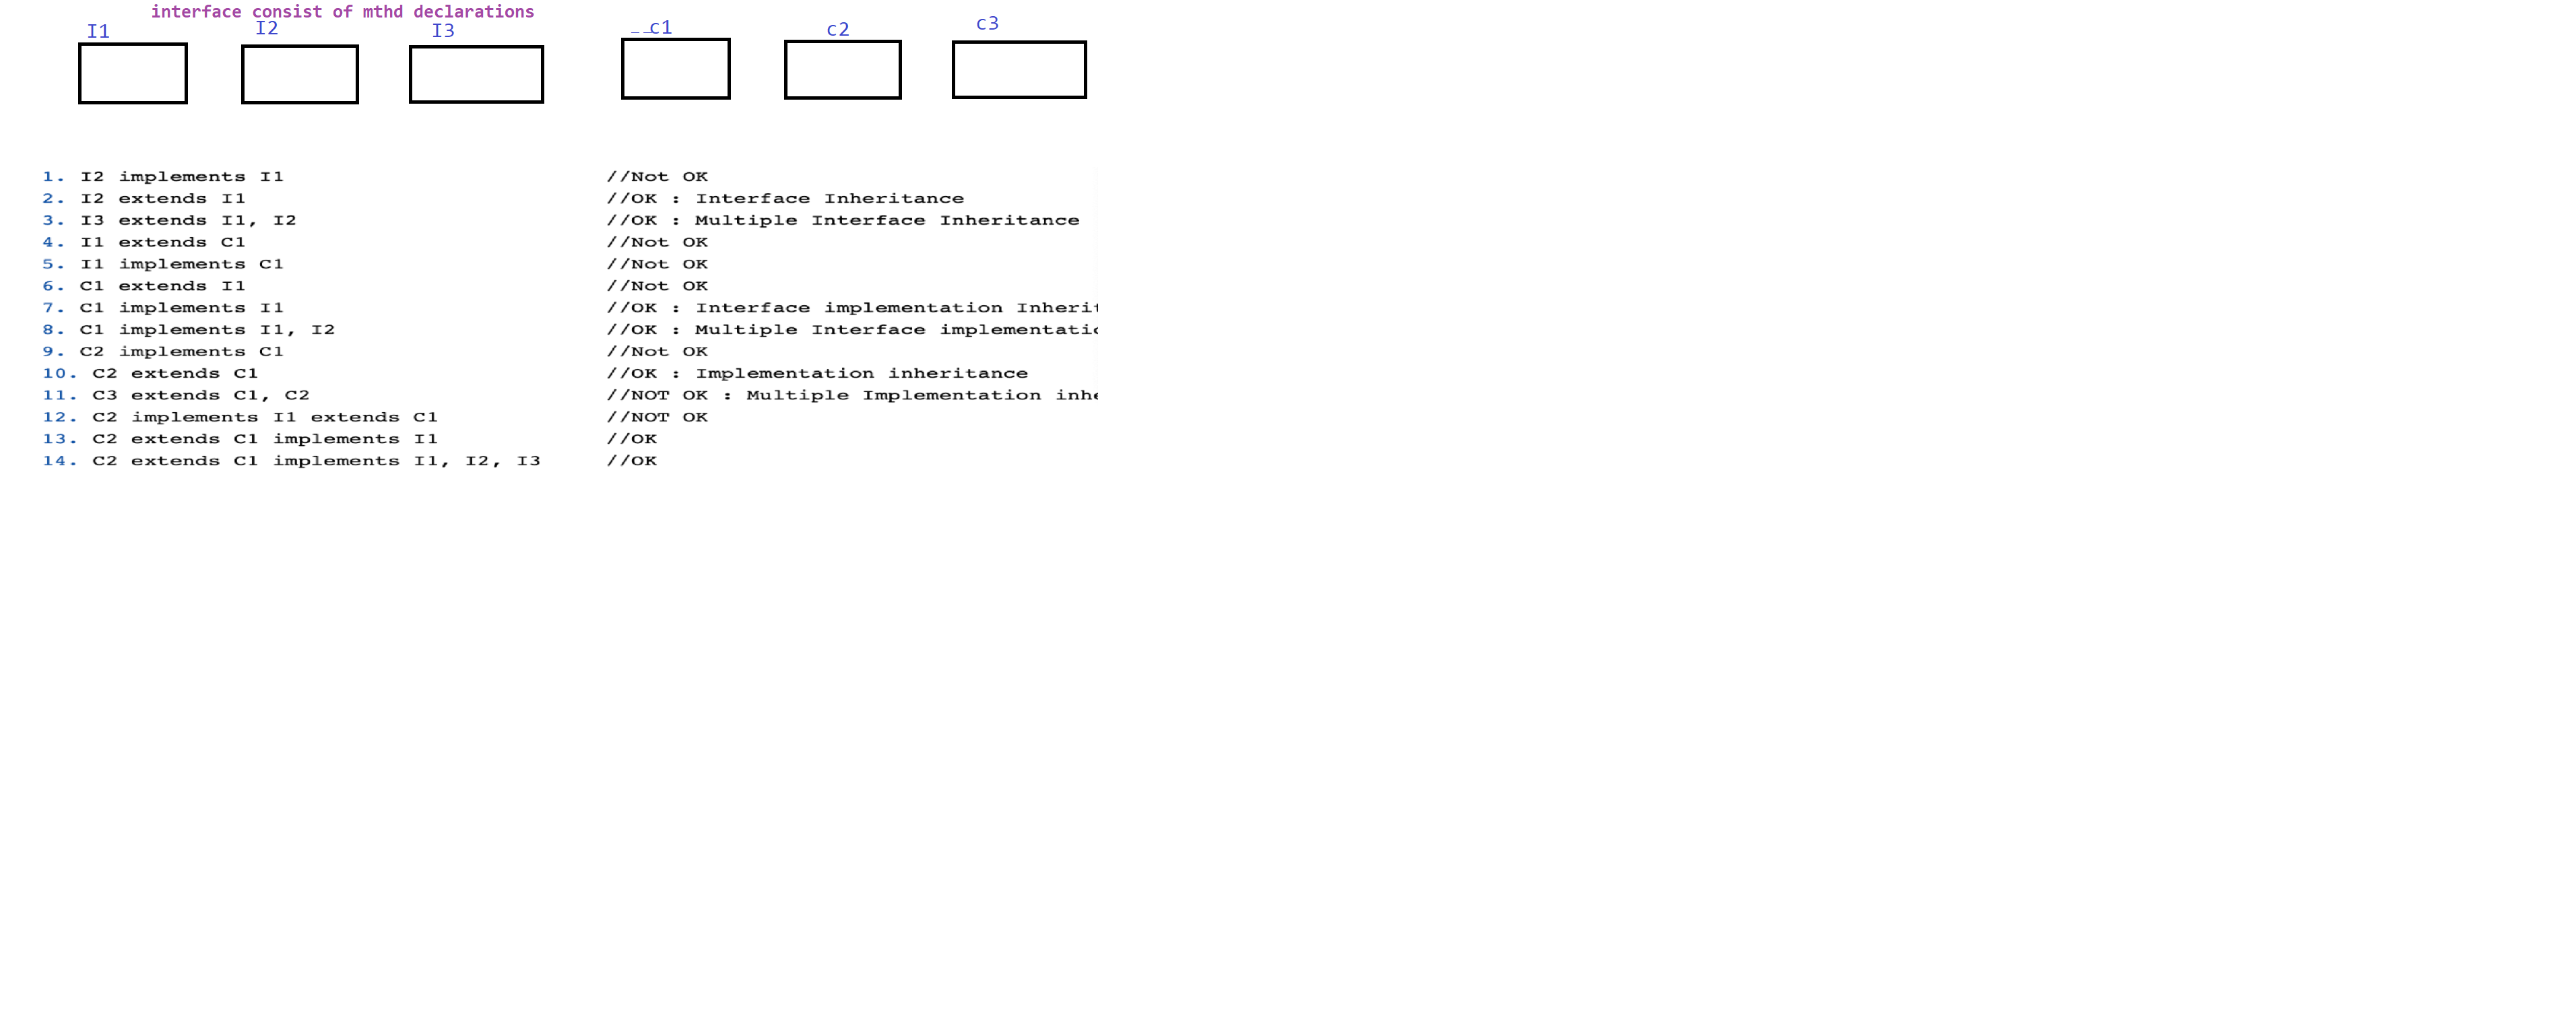 interface consist of mthd declarations
I1 I2 I3 __c1 c2 c3
1. I2 implements I1 //Not OK
2. I2 extends I1 //OK : Interface Inheritance
3. I3 extends I1, I2 //OK : Multiple Interface Inheritance
4. I1 extends C1 //Not OK
5. I1 implements C1 //Not OK
6. C1 extends I1 //Not OK
7. C1 implements I1 //OK : Interface implementation Inherit
8. C1 implements I1, I2 //OK : Multiple Interface implementatio
9. C2 implements C1 //Not OK
10. C2 extends C1 //OK : Implementation inheritance
11. C3 extends C1, C2 //NOT OK : Multiple Implementation inhe
12. C2 implements I1 extends C1 //NOT OK
13. C2 extends C1 implements I1 //OK
14. C2 extends C1 implements I1, I2, I3 //OK